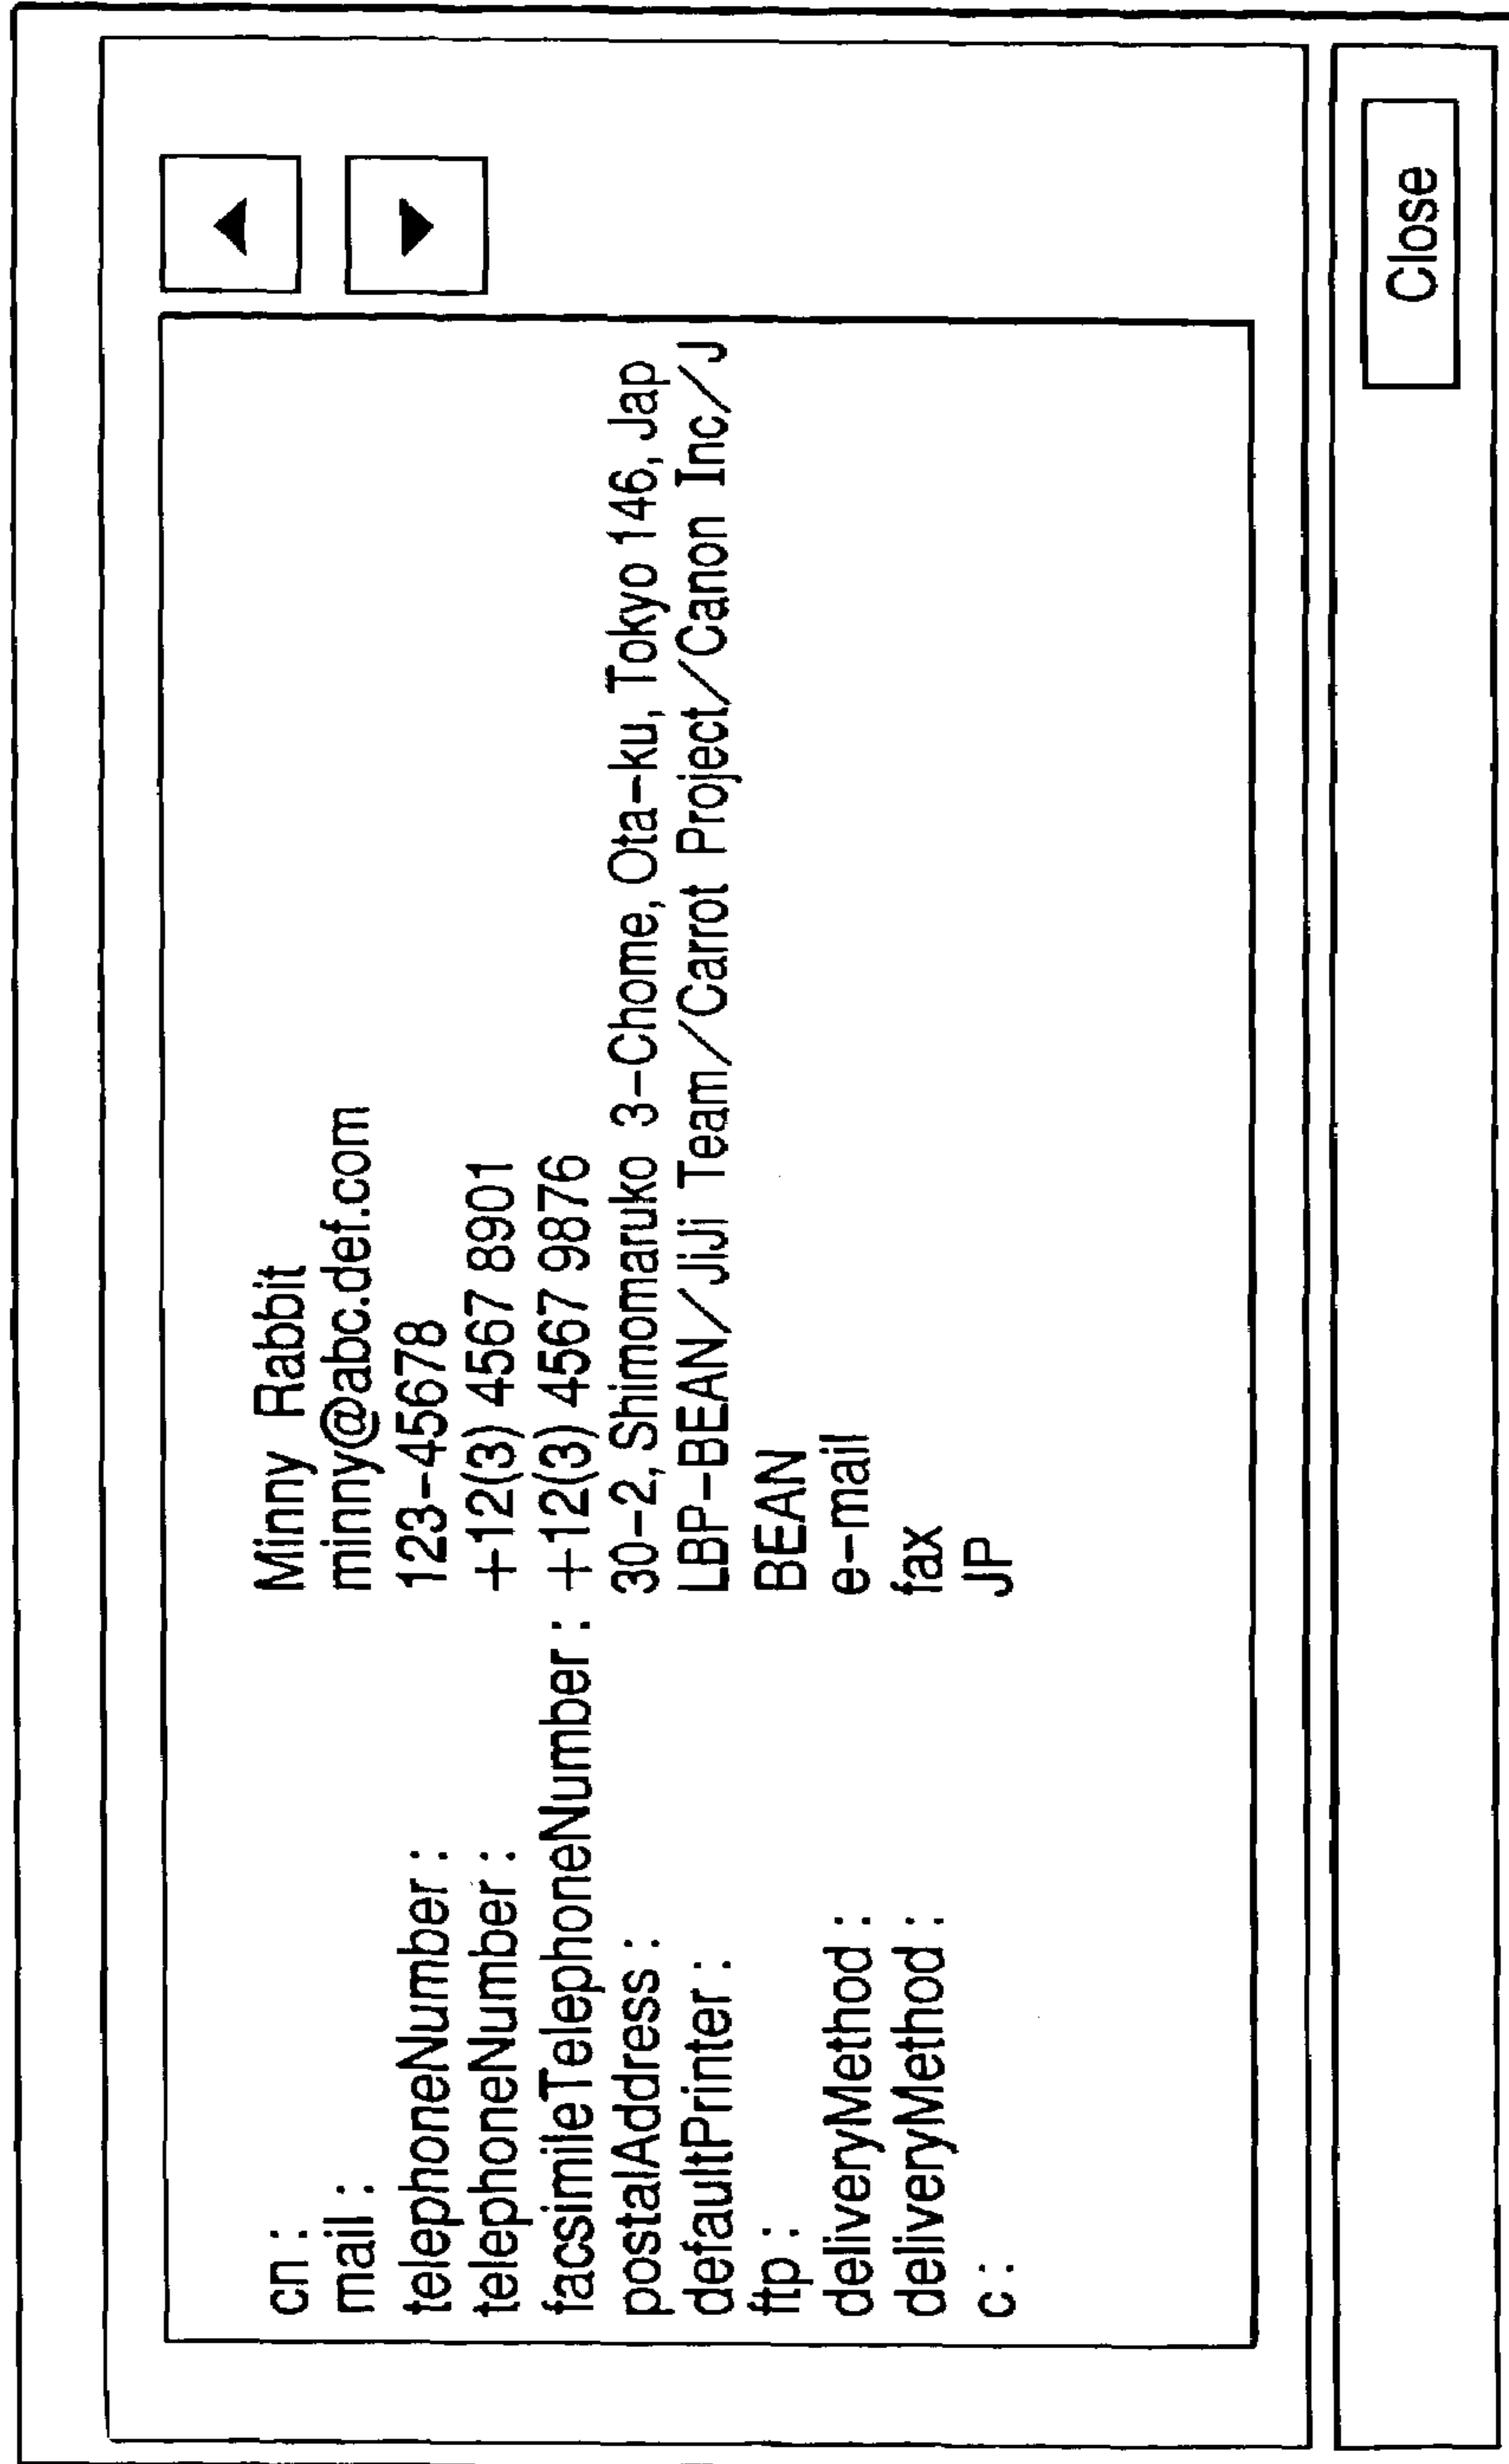 cn : Minny Rabbit
mail : minny@abc.def.com
telephoneNumber : 123-45678
telephoneNumber : +12(3) 4567 8901
facsimileTelephoneNumber : +12(3) 4567 9876
postalAddress : 30-2, Shimomaruko 3-Chome, Ota-ku, Tokyo 146, Jap
defaultPrinter : LBP-BEAN/JiJi Team/Carrot Project/Canon Inc/J
ftp : BEAN
deliveryMethod : e-mail
deliveryMethod : fax
c : JP
Close